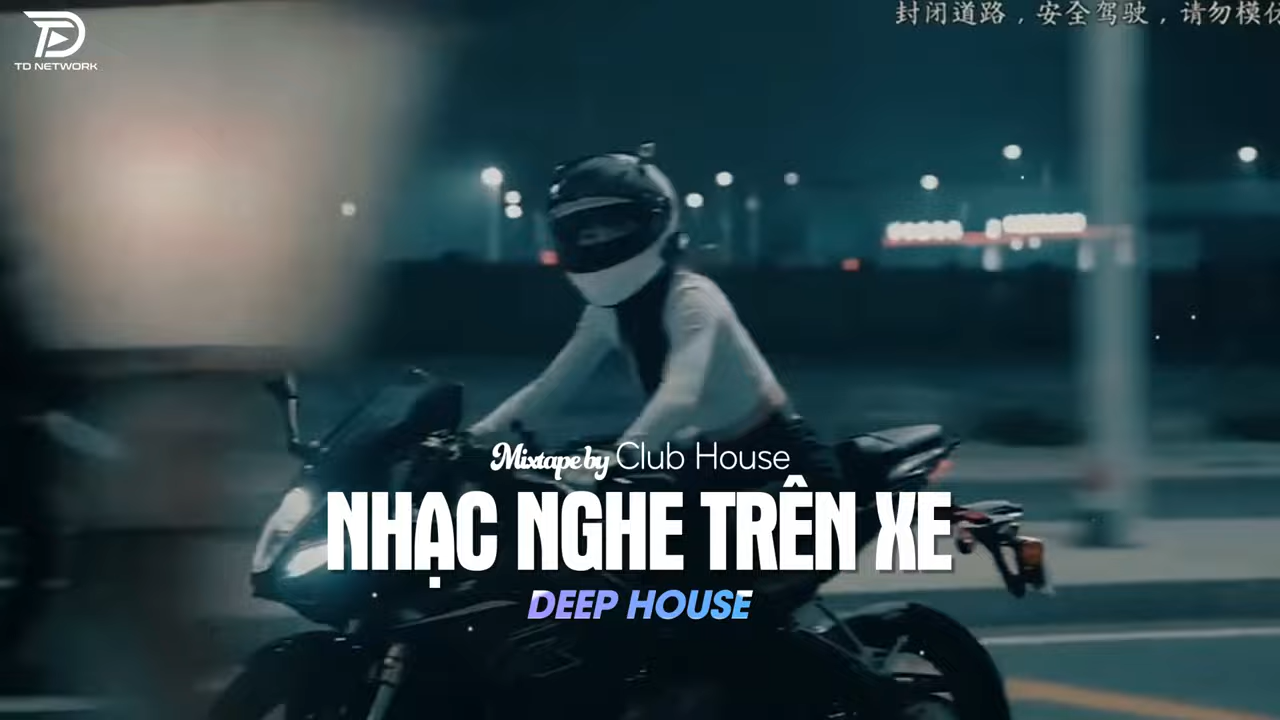 TD NETWORK
封闭道路，安全驾驶，请勿模仿
Mixtape by Club House
NHẠC NGHE TRÊN XE
DEEP HOUSE